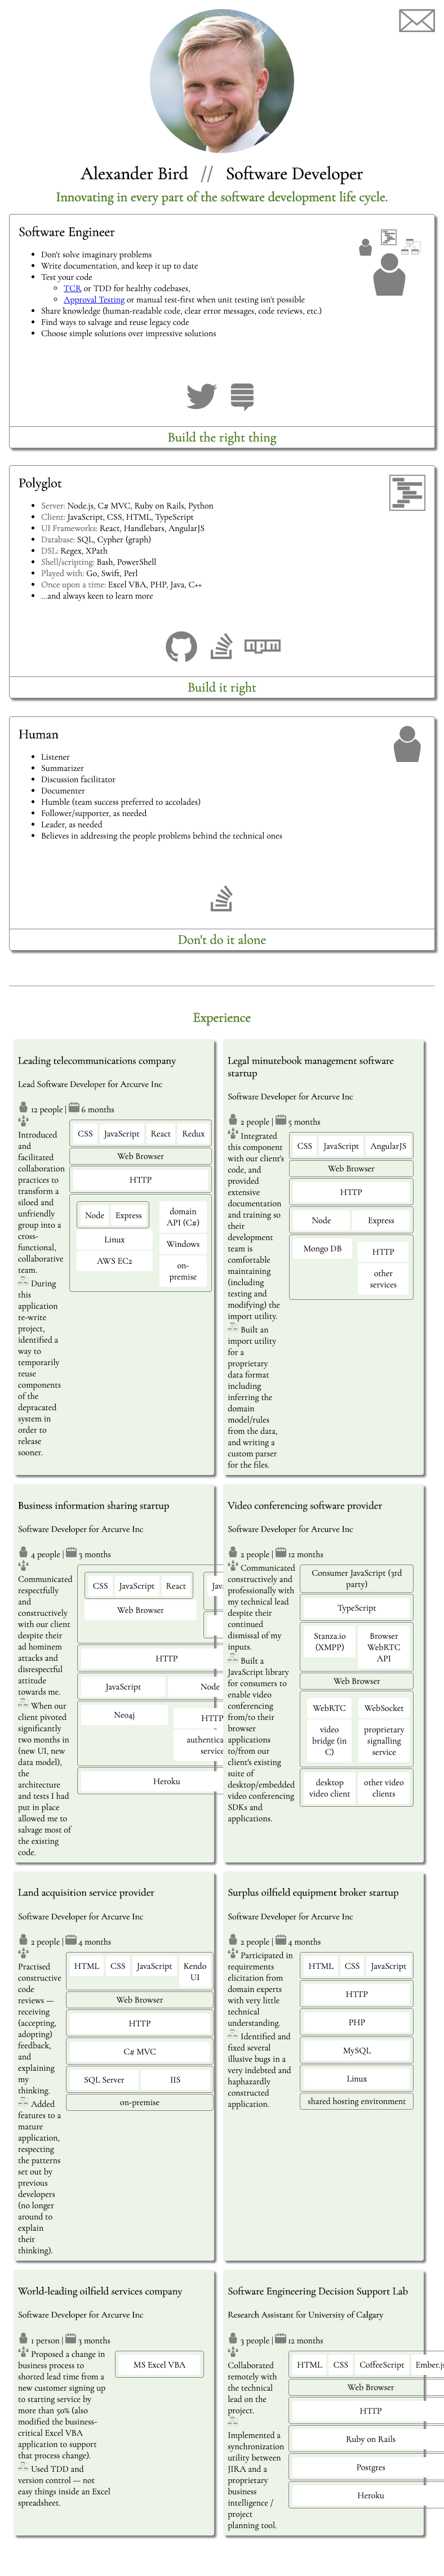 Alexander Bird // Software Developer
Innovating in every part of the software development life cycle.
Software Engineer
Don't solve imaginary problems
Write documentation, and keep it up to date
Test your code
TCR or TDD for healthy codebases,
Approval Testing or manual test-first when unit testing isn't possible
Share knowledge (human-readable code, clear error messages, code reviews, etc.)
Find ways to salvage and reuse legacy code
Choose simple solutions over impressive solutions
Build the right thing
Polyglot
Server: Node.js, C# MVC, Ruby on Rails, Python
Client: JavaScript, CSS, HTML, TypeScript
UI Frameworks: React, Handlebars, AngularJS
Database: SQL, Cypher (graph)
DSL: Regex, XPath
Shell/scripting: Bash, PowerShell
Played with: Go, Swift, Perl
Once upon a time: Excel VBA, PHP, Java, C++
...and always keen to learn more
npm
Build it right
Human
Listener
Summarizer
Discussion facilitator
Documenter
Humble (team success preferred to accolades)
Follower/supporter, as needed
Leader, as needed
Believes in addressing the people problems behind the technical ones
Don't do it alone
Experience
Leading telecommunications company
Lead Software Developer for Arcurve Inc
12 people | 6 months
Introduced
and
facilitated
collaboration
practices to
transform a
siloed and
unfriendly
group into a
cross-
functional,
collaborative
team.
During
this
application
re-write
project,
identified a
way to
temporarily
reuse
components
of the
depracated
system in
order to
release
sooner.
CSS JavaScript React Redux
Web Browser
HTTP
Node Express
Linux
AWS EC2
domain
API (C#)
Windows
on-
premise
Legal minutebook management software
startup
Software Developer for Arcurve Inc
2 people | 5 months
Integrated
this component
with our client's
code, and
provided
extensive
documentation
and training so
their
development
team is
comfortable
maintaining
(including
testing and
modifying) the
import utility.
Built an
import utility
for a
proprietary
data format
including
inferring the
domain
model/rules
from the data,
and writing a
custom parser
for the files.
CSS JavaScript AngularJS
Web Browser
HTTP
Node Express
Mongo DB
HTTP
other
services
Business information sharing startup
Software Developer for Arcurve Inc
4 people | 3 months
Communicated
respectfully
and
constructively
with our client
despite their
ad hominem
attacks and
disrespectful
attitude
towards me.
When our
client pivoted
significantly
two months in
(new UI, new
data model),
the
architecture
and tests I had
put in place
allowed me to
salvage most of
the existing
code.
CSS JavaScript React
Web Browser
HTTP
JavaScript Node
Neo4j
HTTP
Heroku
Video conferencing software provider
Software Developer for Arcurve Inc
2 people | 12 months
Communicated
constructively and
professionally with
my technical lead
despite their
continued
dismissal of my
inputs.
Built a
JavaScript library
for consumers to
enable video
conferencing
from/to their
browser
applications
to/from our
client's existing
suite of
desktop/embedded
video conferencing
SDKs and
applications.
Consumer JavaScript (3rd
party)
TypeScript
Stanza.io
(XMPP)
Browser
WebRTC
API
Web Browser
WebRTC
video
bridge (in
C)
WebSocket
proprietary
signalling
service
desktop
video client
other video
clients
Land acquisition service provider
Software Developer for Arcurve Inc
2 people | 4 months
Practised
constructive
code
reviews —
receiving
(accepting,
adopting)
feedback,
and
explaining
my
thinking.
Added
features to a
mature
application,
respecting
the patterns
set out by
previous
developers
(no longer
around to
explain
their
thinking).
HTML CSS JavaScript Kendo
UI
Web Browser
HTTP
C# MVC
SQL Server IIS
on-premise
Surplus oilfield equipment broker startup
Software Developer for Arcurve Inc
2 people | 4 months
Participated in
requirements
elicitation from
domain experts
with very little
technical
understanding.
Identified and
fixed several
illusive bugs in a
very indebted and
haphazardly
constructed
application.
HTML CSS JavaScript
HTTP
PHP
MySQL
Linux
shared hosting environment
World-leading oilfield services company
Software Developer for Arcurve Inc
1 person | 3 months
Proposed a change in
business process to
shorted lead time from a
new customer signing up
to starting service by
more than 50% (also
modified the business-
critical Excel VBA
application to support
that process change).
Used TDD and
version control — not
easy things inside an Excel
spreadsheet.
MS Excel VBA
Software Engineering Decision Support Lab
Research Assistant for University of Calgary
3 people | 12 months
Collaborated
remotely with
the technical
lead on the
project.
Implemented a
synchronization
utility between
JIRA and a
proprietary
business
intelligence /
project
planning tool.
HTML CSS CoffeeScript Ember.js
Web Browser
HTTP
Ruby on Rails
Postgres
Heroku